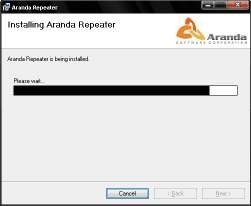 Aranda Repeater
Installing Aranda Repeater
Aranda
SOFTWARE CORPORATION
Aranda Repeater is being installed.
Please wait...
Cancel
< Back
Next >